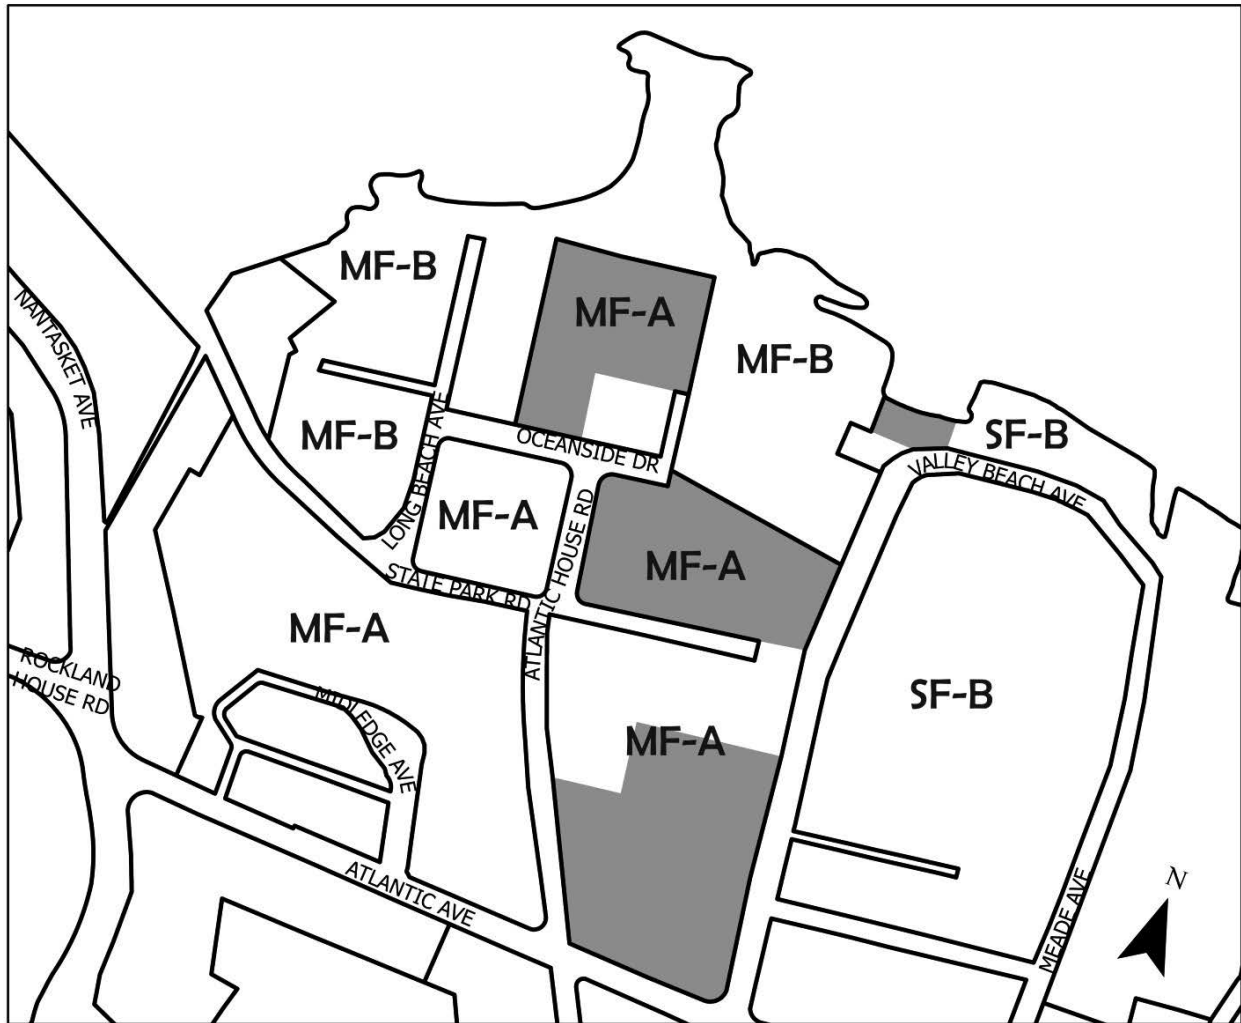 MF-B
MF-A
MF-B
NANTASKET AVE
MF-B
LONG BEACH AVE
OCEANSIDE DR
SF-B
VALLEY BEACH AVE
MF-A
ATLANTIC HOUSE RD
MF-A
STATE PARK RD
MF-A
ATLANTIC
ROCKLAND
HOUSE RD
MIDLEDGE AVE
MF-A
SF-B
ATLANTIC AVE
MEADE AVE
N